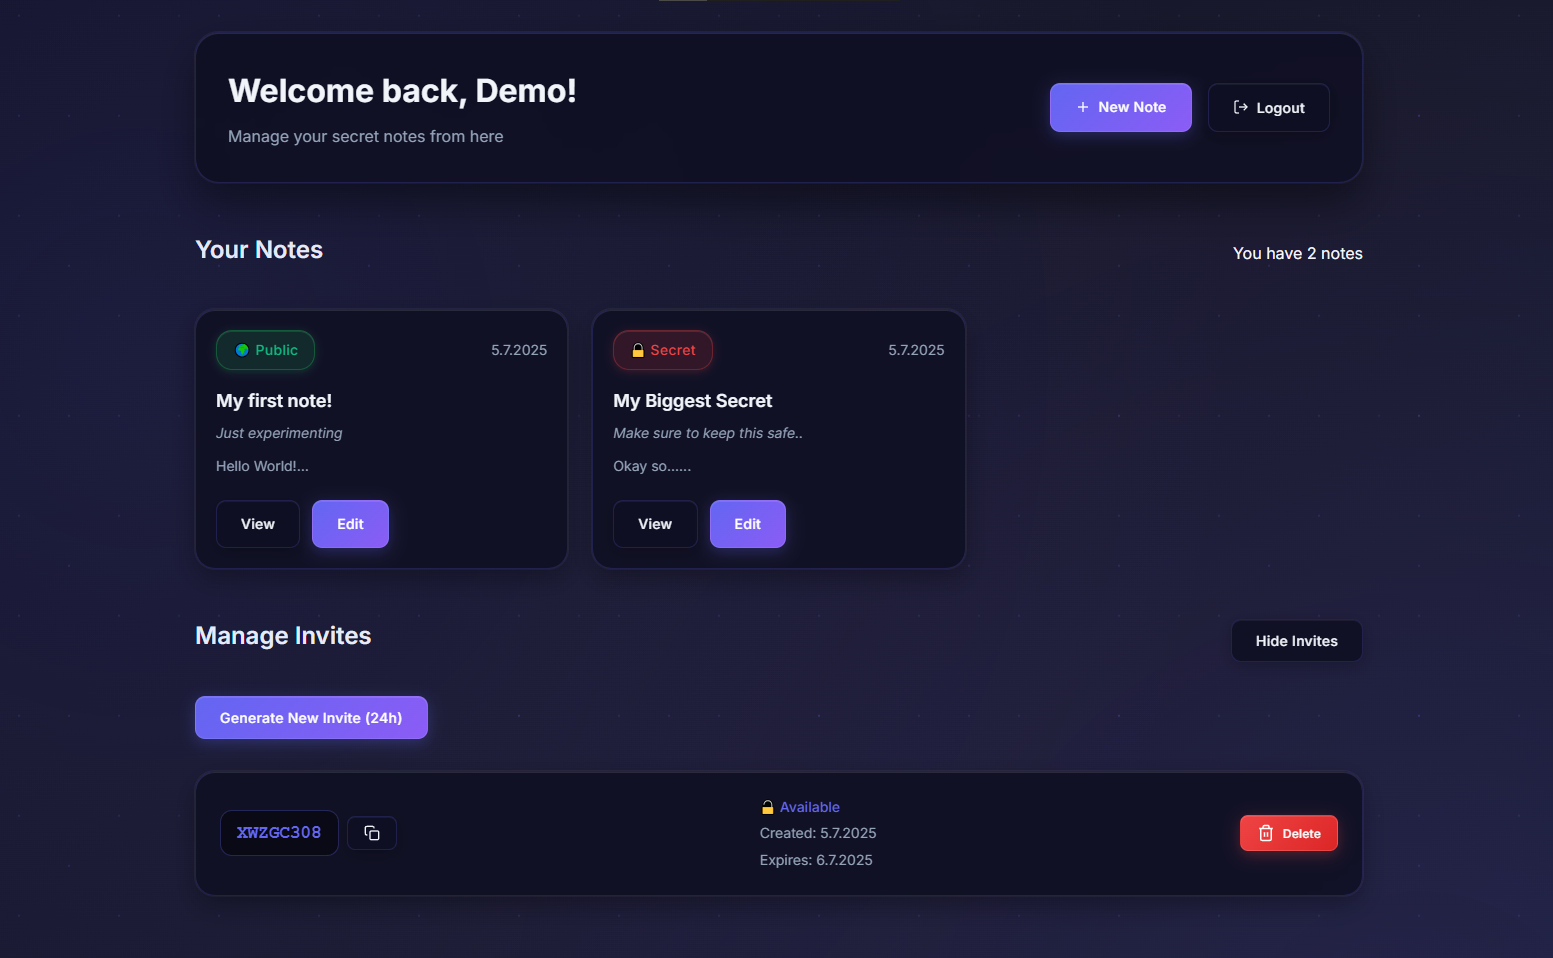 Welcome back, Demo!
Manage your secret notes from here
New Note
Logout
Your Notes
You have 2 notes
Public
5.7.2025
My first note!
Just experimenting
Hello World!...
View
Edit
Secret
5.7.2025
My Biggest Secret
Make sure to keep this safe..
Okay so......
View
Edit
Manage Invites
Hide Invites
Generate New Invite (24h)
XWZGC308
Available
Created: 5.7.2025
Expires: 6.7.2025
Delete